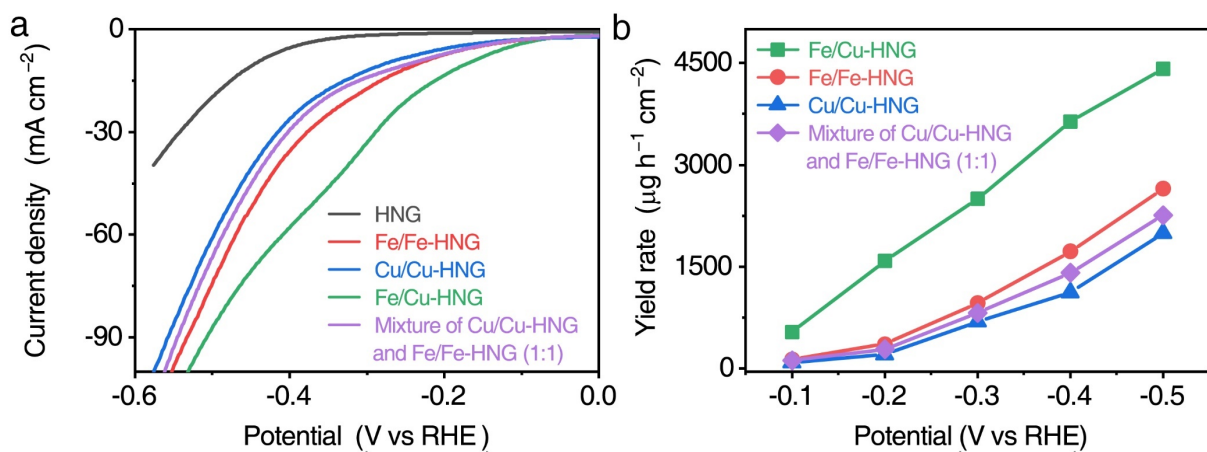 a
Current density (mA cm⁻²)
0
-30
-60
-90
-0.6
-0.4
-0.2
0.0
Potential (V vs RHE )
HNG
Fe/Fe-HNG
Cu/Cu-HNG
Fe/Cu-HNG
Mixture of Cu/Cu-HNG
and Fe/Fe-HNG (1:1)
b
Yield rate (μg h⁻¹ cm⁻²)
4500
3000
1500
0
-0.1
-0.2
-0.3
-0.4
-0.5
Potential (V vs RHE)
Fe/Cu-HNG
Fe/Fe-HNG
Cu/Cu-HNG
Mixture of Cu/Cu-HNG
and Fe/Fe-HNG (1:1)